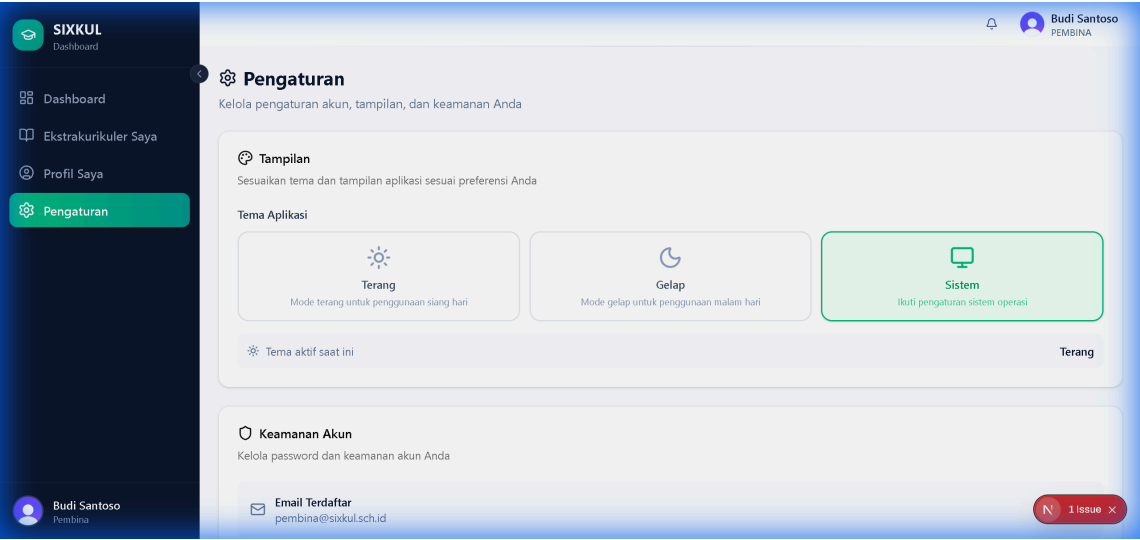 SIXKUL
Dashboard
Dashboard
Ekstrakurikuler Saya
Profil Saya
Pengaturan
Budi Santoso
Pembina
Budi Santoso
PEMBINA
Pengaturan
Kelola pengaturan akun, tampilan, dan keamanan Anda
Tampilan
Sesuaikan tema dan tampilan aplikasi sesuai preferensi Anda
Tema Aplikasi
Terang
Mode terang untuk penggunaan siang hari
Gelap
Mode gelap untuk penggunaan malam hari
Sistem
Ikuti pengaturan sistem operasi
Tema aktif saat ini
Terang
Keamanan Akun
Kelola password dan keamanan akun Anda
Email Terdaftar
pembina@sixkul.sch.id
N 1 Issue